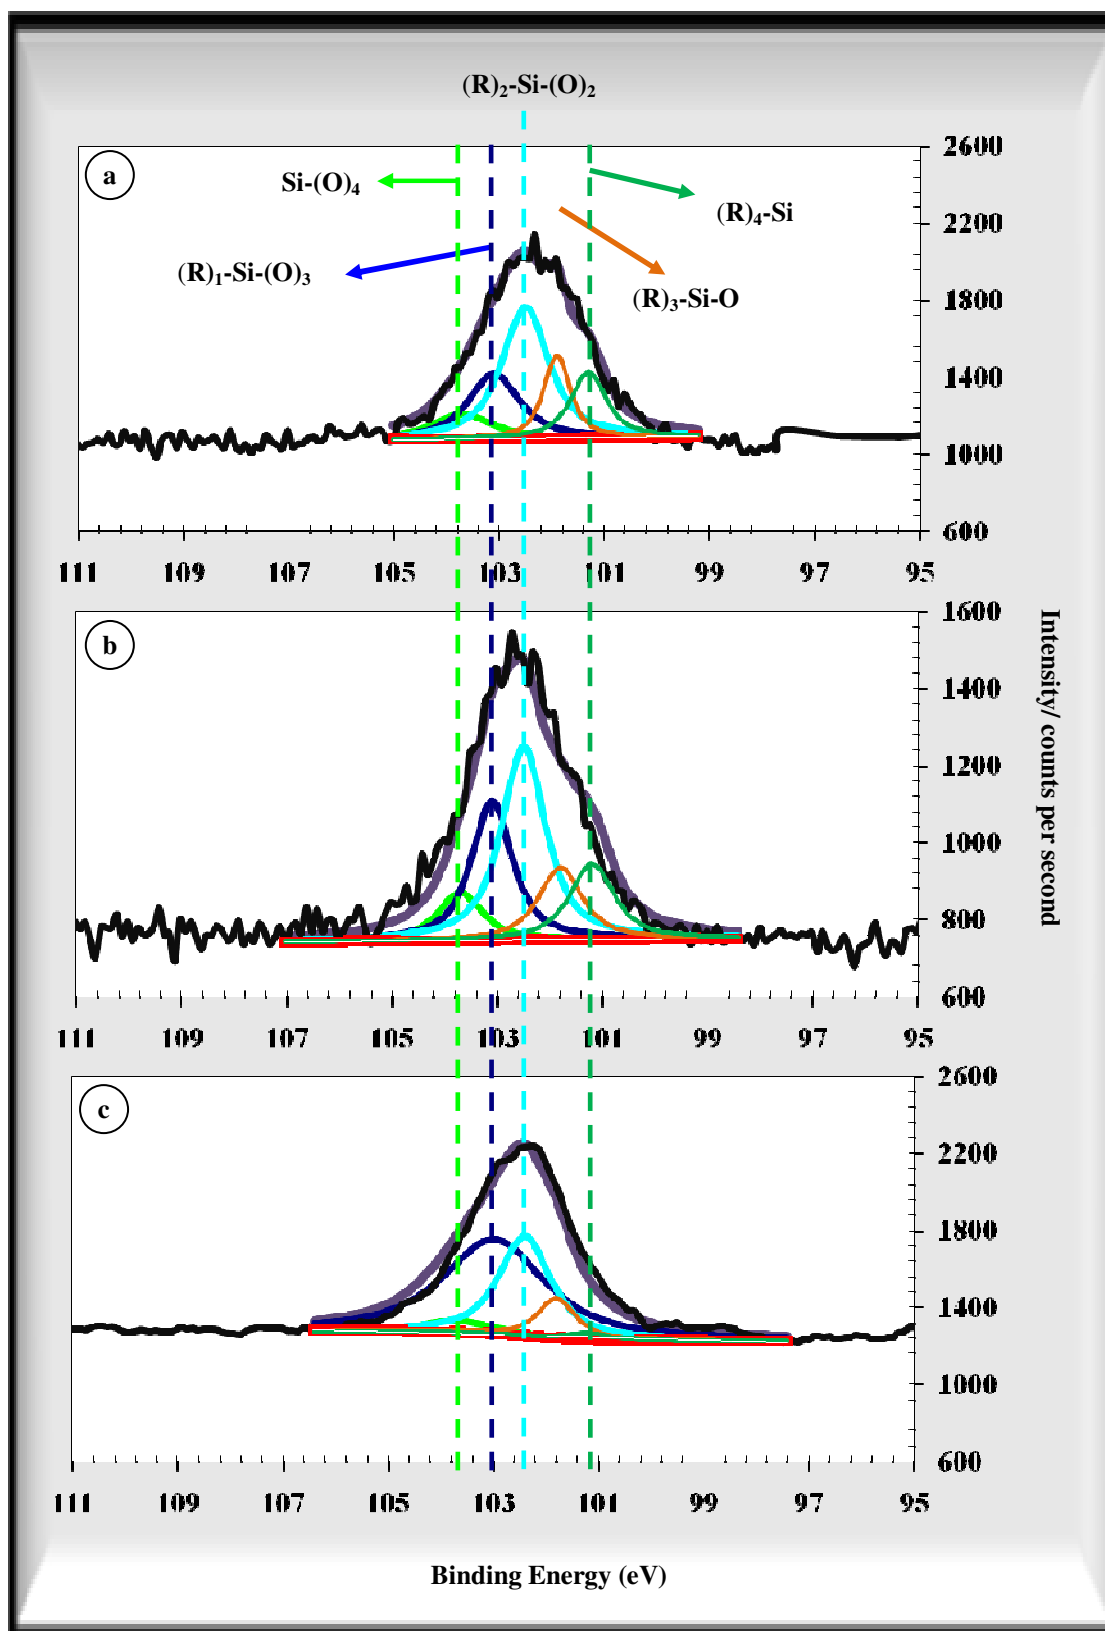 (R)2-Si-(O)2
a
Si-(O)4
(R)4-Si
(R)1-Si-(O)3
(R)3-Si-O
2600
2200
1800
1400
1000
600
111 109 107 105 103 101 99 97 95
b
1600
1400
1200
1000
800
600
111 109 107 105 103 101 99 97 95
Intensity/ counts per second
c
2600
2200
1800
1400
1000
600
111 109 107 105 103 101 99 97 95
Binding Energy (eV)